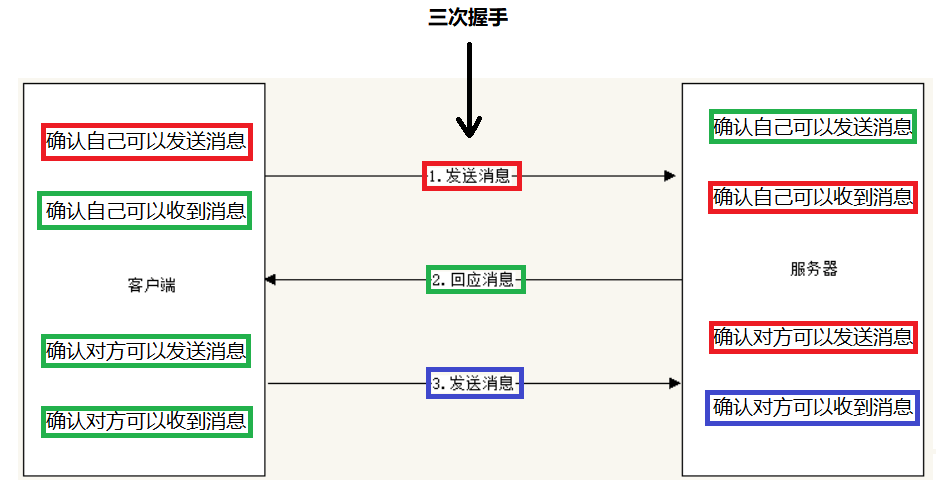 三次握手
确认自己可以发送消息
确认自己可以收到消息
客户端
确认对方可以发送消息
确认对方可以收到消息
1.发送消息
2.回应消息
3.发送消息
确认自己可以发送消息
确认自己可以收到消息
服务器
确认对方可以发送消息
确认对方可以收到消息